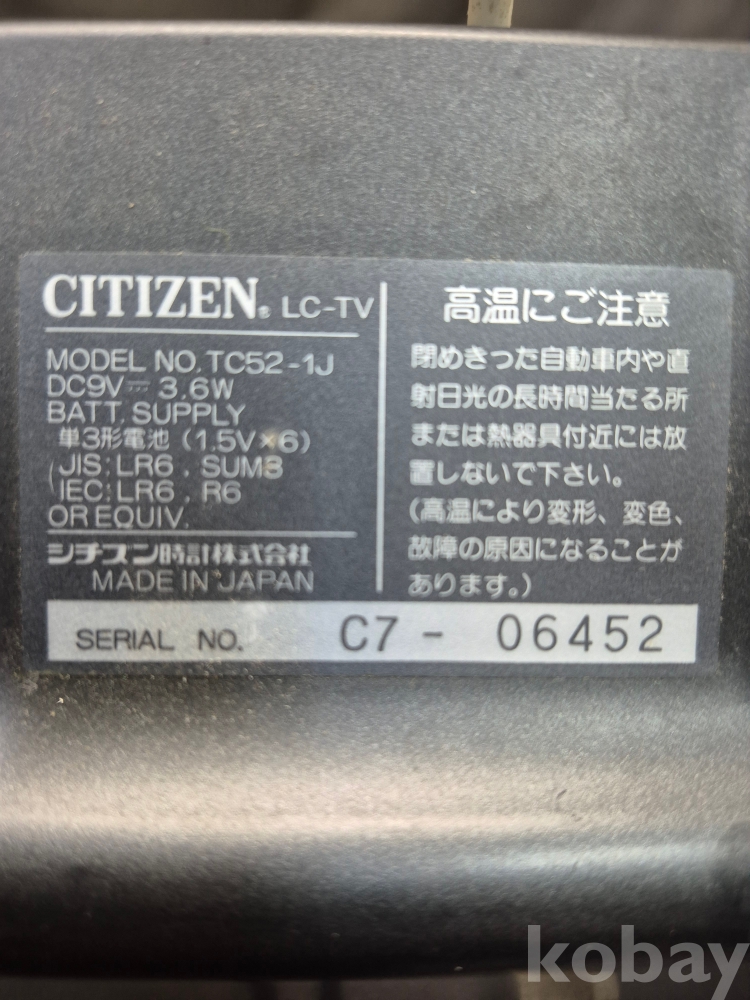 CITIZEN® LC-TV
MODEL NO. TC52-1J
DC9V⎓3.6W
BATT. SUPPLY
単3形電池 (1.5V×6)
(JIS:LR6 , SUM3
IEC:LR6 , R6
OR EQUIV.
シチズン時計株式会社
MADE IN JAPAN
高温にご注意
閉めきった自動車内や直
射日光の長時間当たる所
または熱器具付近には放
置しないで下さい。
(高温により変形、変色、
故障の原因になることが
あります。)
SERIAL NO. C7- 06452
kobay